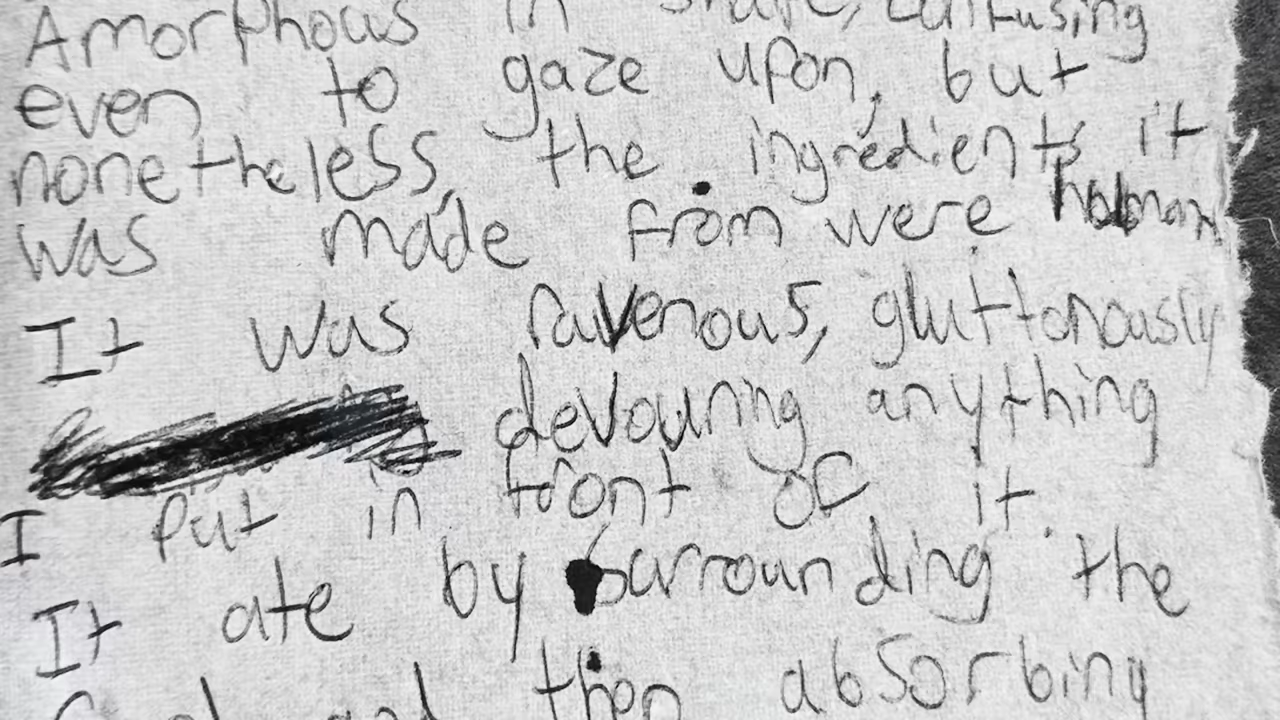 Amorphous in shape, confusing
even to gaze upon, but
nonetheless, the ingredients it
was made from were human
It was ravenous, gluttonously
devouring anything
I put in front of it.
It ate by surrounding the
and then absorbing